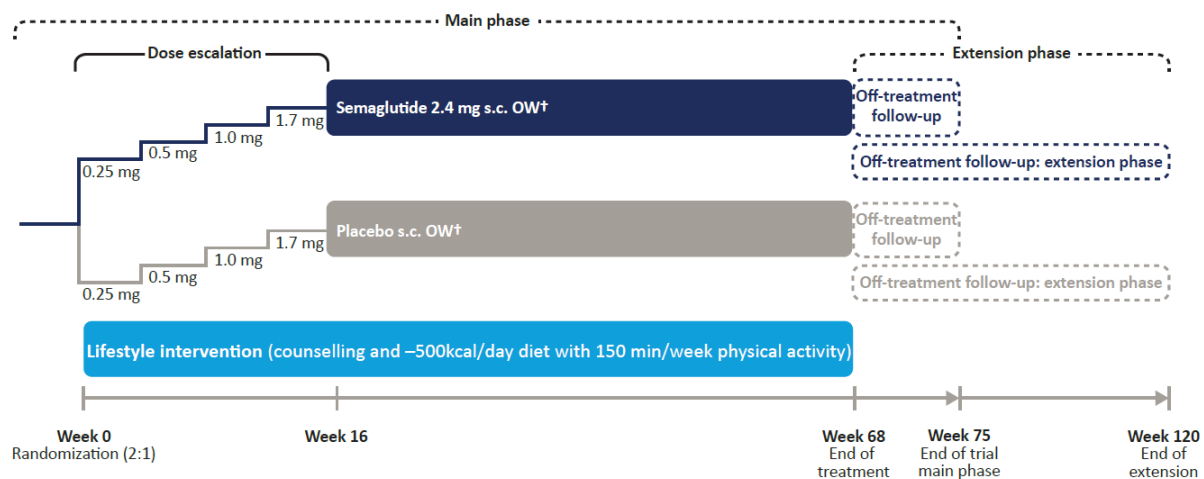 Main phase
Dose escalation
Extension phase
Semaglutide 2.4 mg s.c. OW†
Off-treatment
follow-up
1.7 mg
1.0 mg
0.5 mg
0.25 mg
Off-treatment follow-up: extension phase
Placebo s.c. OW†
Off-treatment
follow-up
1.7 mg
1.0 mg
0.5 mg
0.25 mg
Off-treatment follow-up: extension phase
Lifestyle intervention (counselling and –500kcal/day diet with 150 min/week physical activity)
Week 0
Randomization (2:1)
Week 16
Week 68
End of
treatment
Week 75
End of trial
main phase
Week 120
End of
extension